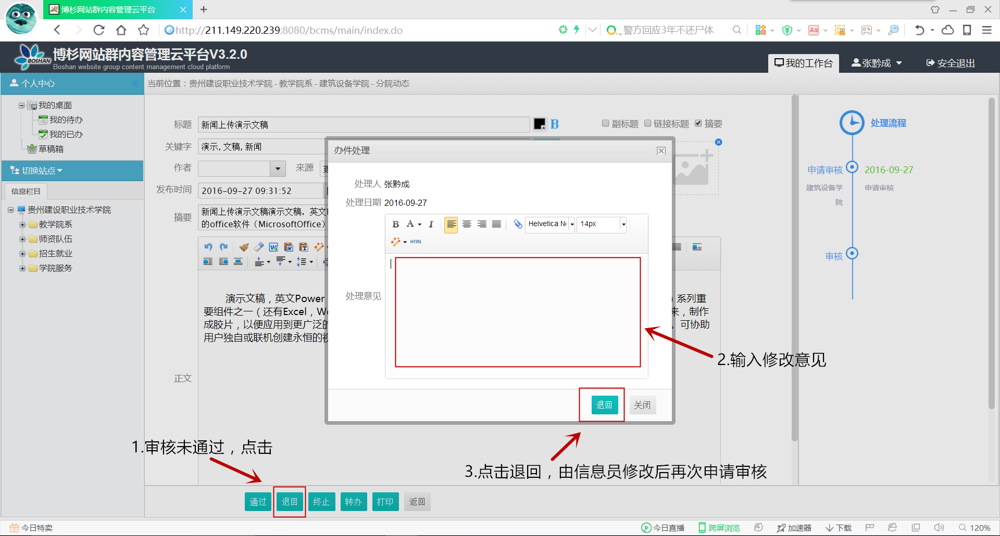 博杉网站群内容管理云平台
http://211.149.220.239:8080/bcms/main/index.do
警方回应3年不还尸体
博杉网站群内容管理云平台V3.2.0
BOSHAN
Boshan website group content management cloud platform
我的工作台
张黔成
安全退出
个人中心
当前位置：贵州建设职业技术学院 - 教学院系 - 建筑设备学院 - 分院动态
我的桌面
我的待办
我的已办
草稿箱
切换站点
信息栏目
贵州建设职业技术学院
教学院系
师资队伍
招生就业
学院服务
标题 新闻上传演示文稿 B
副标题 链接标题 摘要
关键字 演示, 文稿, 新闻
作者 来源
发布时间 2016-09-27 09:31:52
摘要 新闻上传演示文稿演示文稿，英文
的office软件（MicrosoftOffice）
演示文稿，英文Power
系列重
要组件之一（还有Excel，Wo
来，制作
成胶片，以便应用到更广泛的
。可协助
用户独自或联机创建永恒的视
正文
办件处理
处理人 张黔成
处理日期 2016-09-27
B A I Helvetica Ne 14px
HTML
处理意见
退回 关闭
处理流程
申请审核 2016-09-27
建筑设备学 申请审核
院
审核
1.审核未通过，点击
2.输入修改意见
3.点击退回，由信息员修改后再次申请审核
通过 退回 终止 转办 打印 返回
今日特卖
今日直播 跨屏浏览 加速器 下载 120%